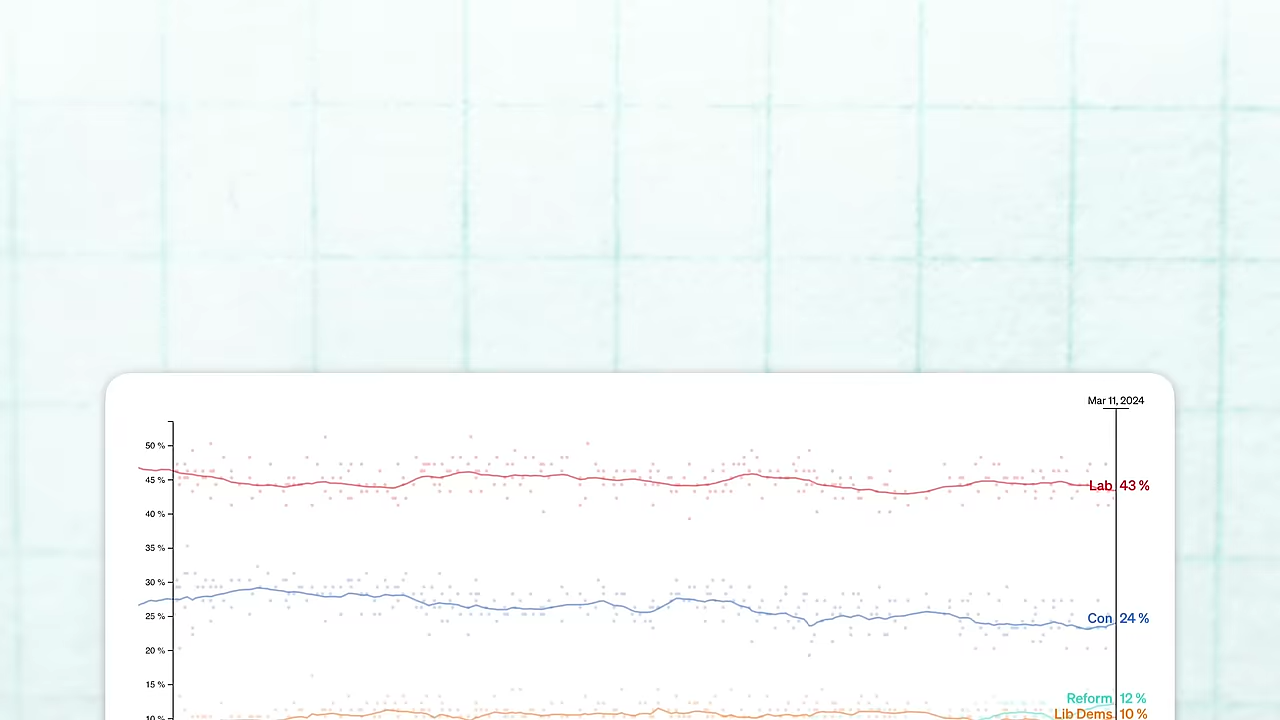 Mar 11, 2024
50 %
45 %
Lab 43 %
40 %
35 %
30 %
25 %
Con 24 %
20 %
15 %
Reform 12 %
Lib Dems 10 %
10 %